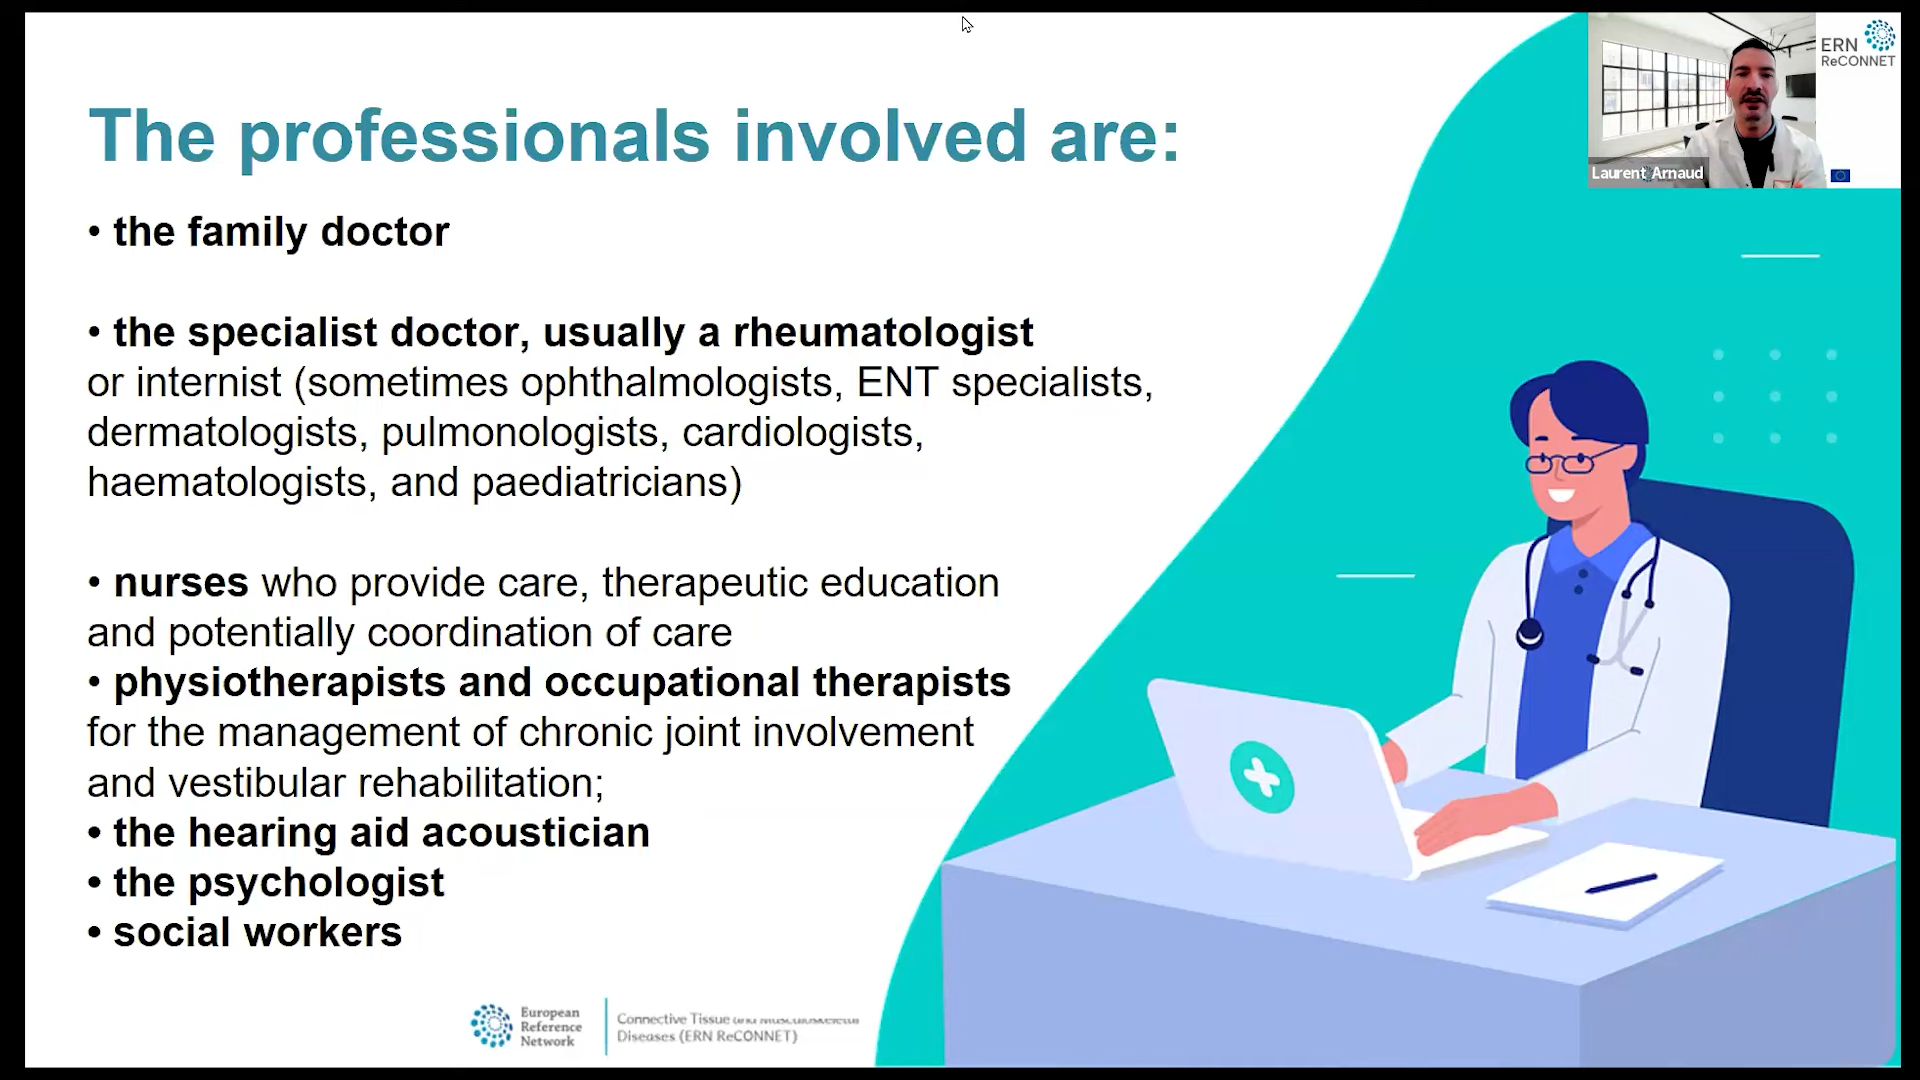 The professionals involved are:
• the family doctor
• the specialist doctor, usually a rheumatologist
or internist (sometimes ophthalmologists, ENT specialists,
dermatologists, pulmonologists, cardiologists,
haematologists, and paediatricians)
• nurses who provide care, therapeutic education
and potentially coordination of care
• physiotherapists and occupational therapists
for the management of chronic joint involvement
and vestibular rehabilitation;
• the hearing aid acoustician
• the psychologist
• social workers
European
Reference
Network
Connective Tissue and Musculoskeletal
Diseases (ERN ReCONNET)
ERN
ReCONNET
Laurent Arnaud